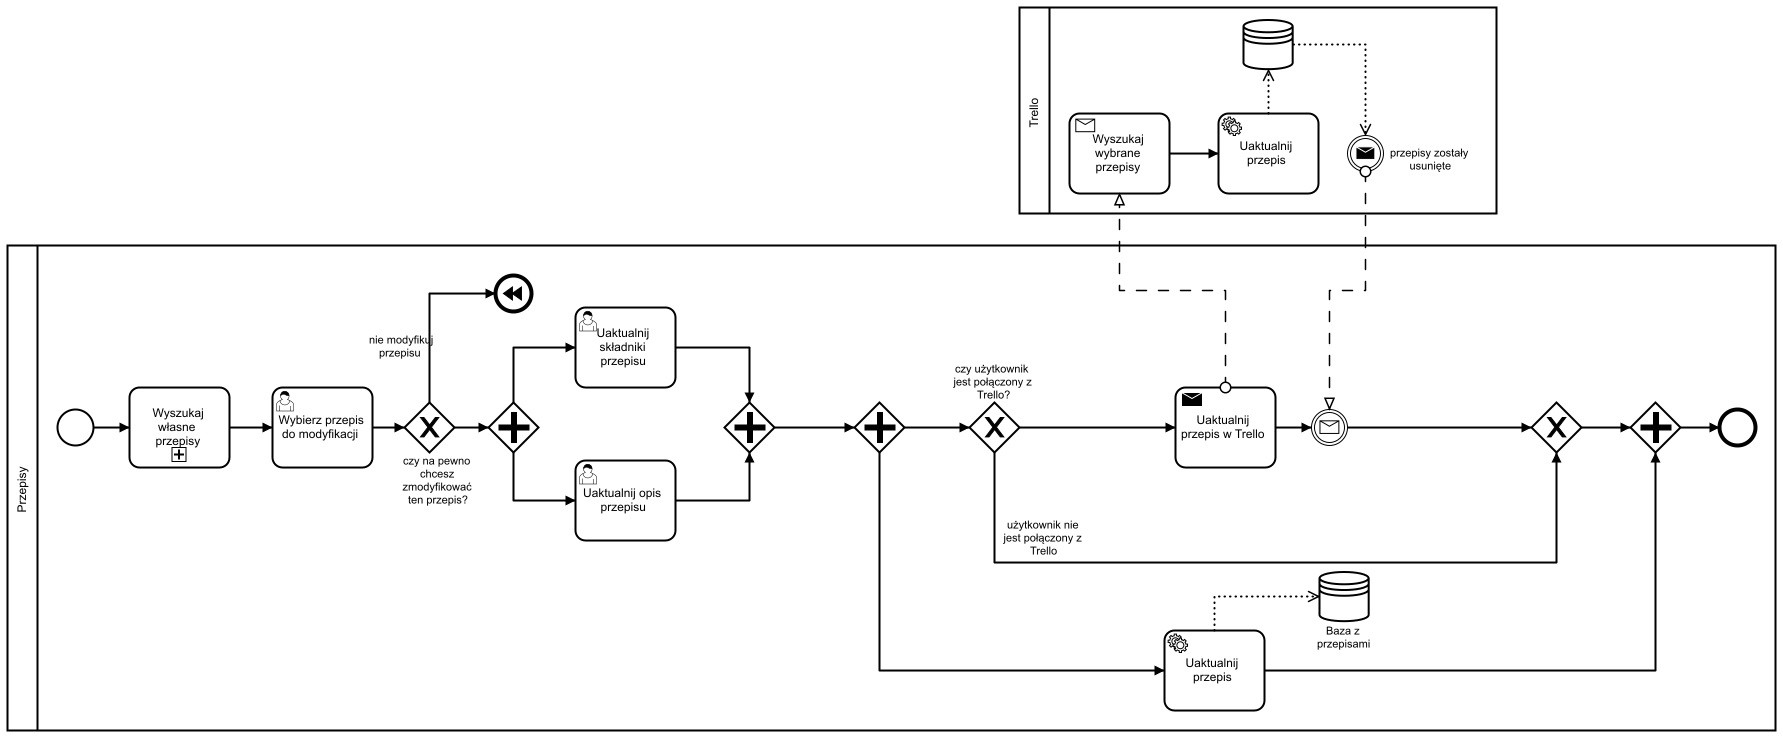 Trello
Wyszukaj
wybrane
przepisy
Uaktualnij
przepis
przepisy zostały
usunięte
Przepisy
nie modyfikuj
przepisu
Wyszukaj
własne
przepisy
Wybierz przepis
do modyfikacji
czy na pewno
chcesz
zmodyfikować
ten przepis?
Uaktualnij
składniki
przepisu
Uaktualnij opis
przepisu
czy użytkownik
jest połączony z
Trello?
Uaktualnij
przepis w Trello
użytkownik nie
jest połączony z
Trello
Baza z
przepisami
Uaktualnij
przepis